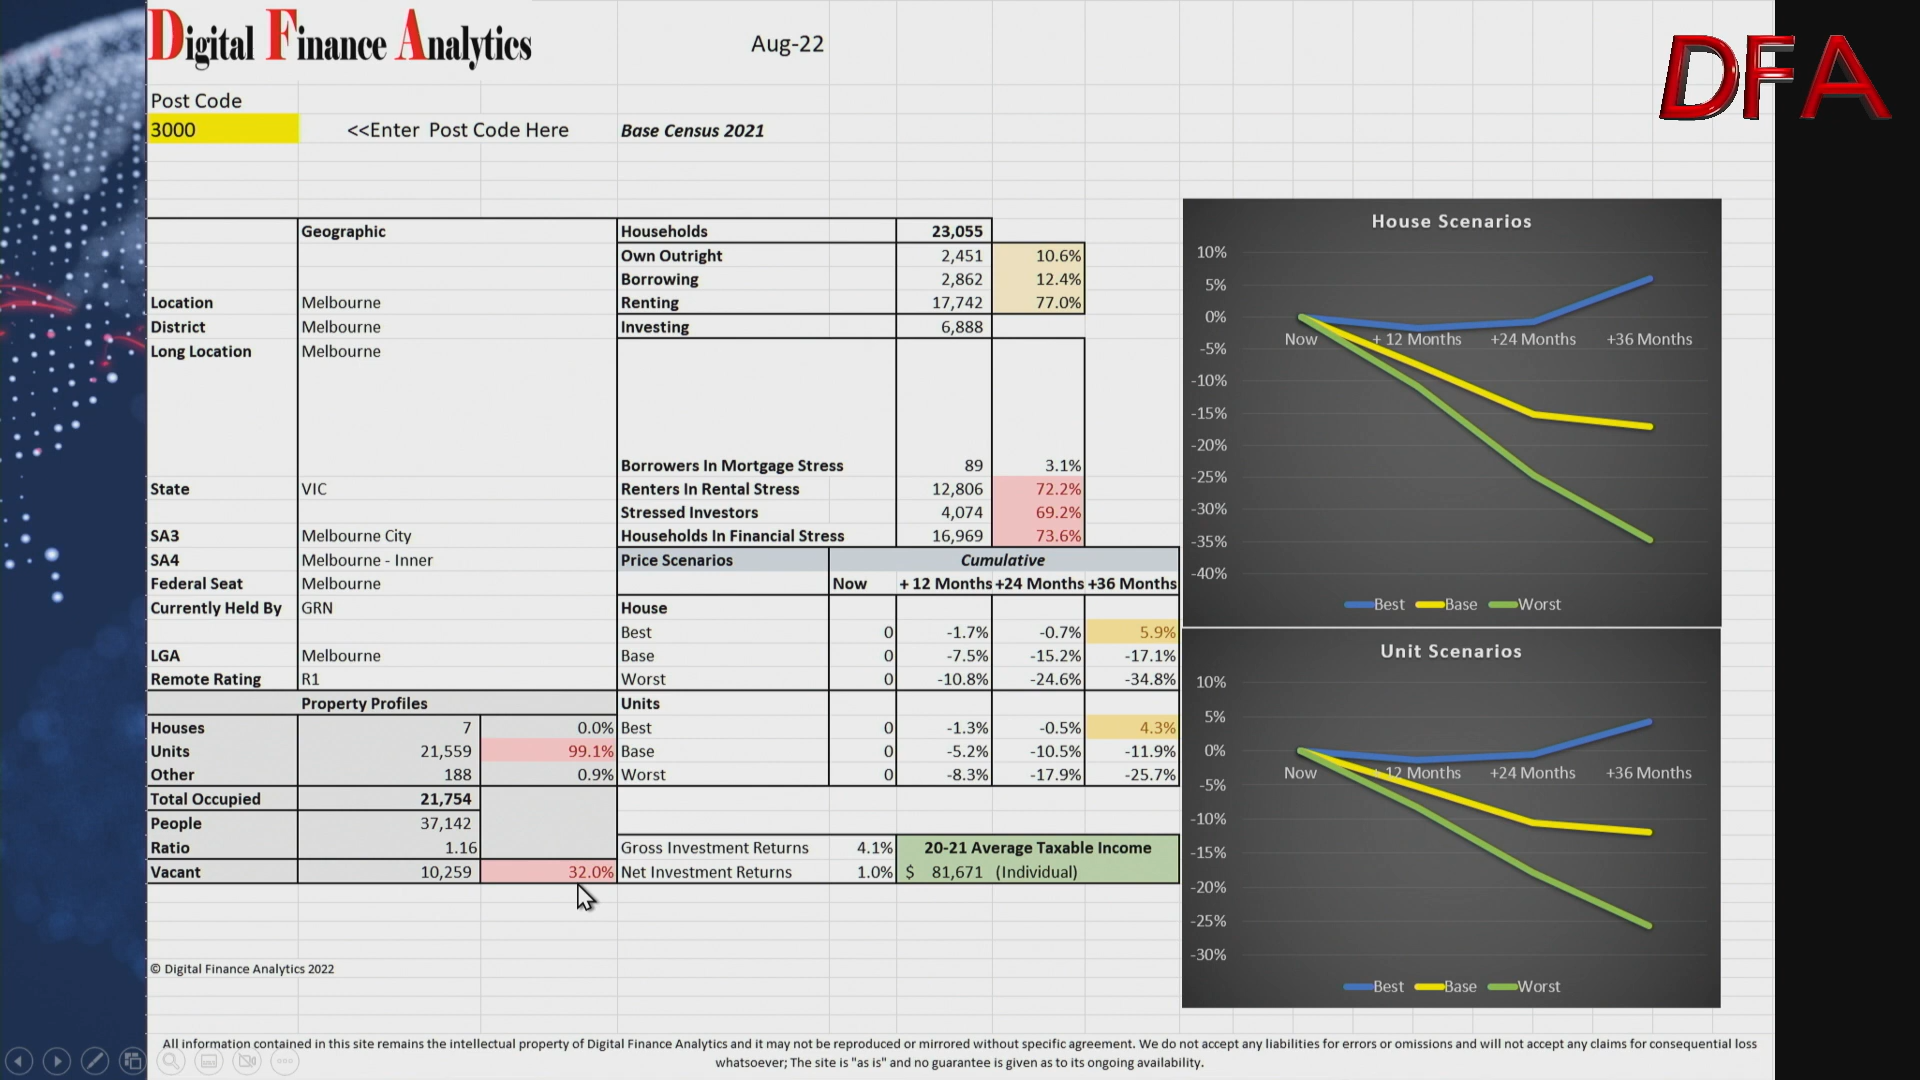 Digital Finance Analytics
Aug-22
DFA
Post Code
3000 <<Enter Post Code Here Base Census 2021
Geographic
Location Melbourne
District Melbourne
Long Location Melbourne
State VIC
SA3 Melbourne City
SA4 Melbourne - Inner
Federal Seat Melbourne
Currently Held By GRN
LGA Melbourne
Remote Rating R1
Property Profiles
Houses 7 0.0%
Units 21,559 99.1%
Other 188 0.9%
Total Occupied 21,754
People 37,142
Ratio 1.16
Vacant 10,259 32.0%
Households 23,055
Own Outright 2,451 10.6%
Borrowing 2,862 12.4%
Renting 17,742 77.0%
Investing 6,888
Borrowers In Mortgage Stress 89 3.1%
Renters In Rental Stress 12,806 72.2%
Stressed Investors 4,074 69.2%
Households In Financial Stress 16,969 73.6%
Price Scenarios Cumulative
Now + 12 Months +24 Months +36 Months
House
Best 0 -1.7% -0.7% 5.9%
Base 0 -7.5% -15.2% -17.1%
Worst 0 -10.8% -24.6% -34.8%
Units
Best 0 -1.3% -0.5% 4.3%
Base 0 -5.2% -10.5% -11.9%
Worst 0 -8.3% -17.9% -25.7%
Gross Investment Returns 4.1% 20-21 Average Taxable Income
Net Investment Returns 1.0% $ 81,671 (Individual)
House Scenarios
10%
5%
0%
Now + 12 Months +24 Months +36 Months
-5%
-10%
-15%
-20%
-25%
-30%
-35%
-40%
Best Base Worst
Unit Scenarios
10%
5%
0%
Now + 12 Months +24 Months +36 Months
-5%
-10%
-15%
-20%
-25%
-30%
Best Base Worst
© Digital Finance Analytics 2022
All information contained in this site remains the intellectual property of Digital Finance Analytics and it may not be reproduced or mirrored without specific agreement. We do not accept any liabilities for errors or omissions and will not accept any claims for consequential loss
whatsoever; The site is "as is" and no guarantee is given as to its ongoing availability.